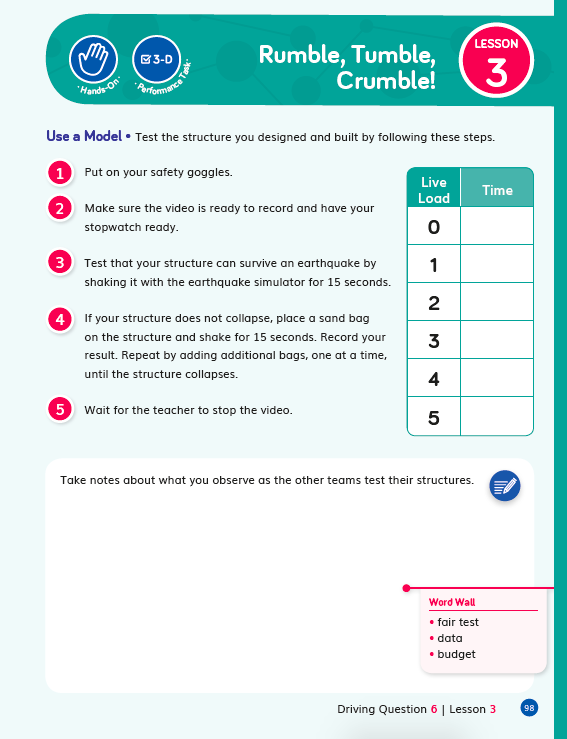 Rumble, Tumble,
Crumble!
LESSON
3
Hands-On
3-D
Performance Task
Use a Model • Test the structure you designed and built by following these steps.
1 Put on your safety goggles.
2 Make sure the video is ready to record and have your
stopwatch ready.
3 Test that your structure can survive an earthquake by
shaking it with the earthquake simulator for 15 seconds.
4 If your structure does not collapse, place a sand bag
on the structure and shake for 15 seconds. Record your
result. Repeat by adding additional bags, one at a time,
until the structure collapses.
5 Wait for the teacher to stop the video.
Live
Load
Time
0
1
2
3
4
5
Take notes about what you observe as the other teams test their structures.
Word Wall
• fair test
• data
• budget
Driving Question 6 | Lesson 3
98